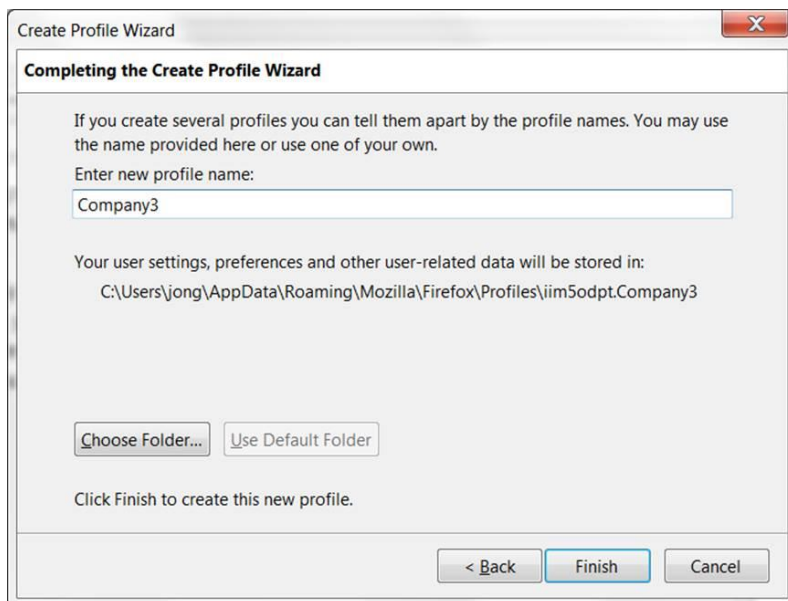 Create Profile Wizard
Completing the Create Profile Wizard
If you create several profiles you can tell them apart by the profile names. You may use
the name provided here or use one of your own.
Enter new profile name:
Company3
Your user settings, preferences and other user-related data will be stored in:
C:\Users\jong\AppData\Roaming\Mozilla\Firefox\Profiles\iim5odpt.Company3
Choose Folder... Use Default Folder
Click Finish to create this new profile.
< Back Finish Cancel